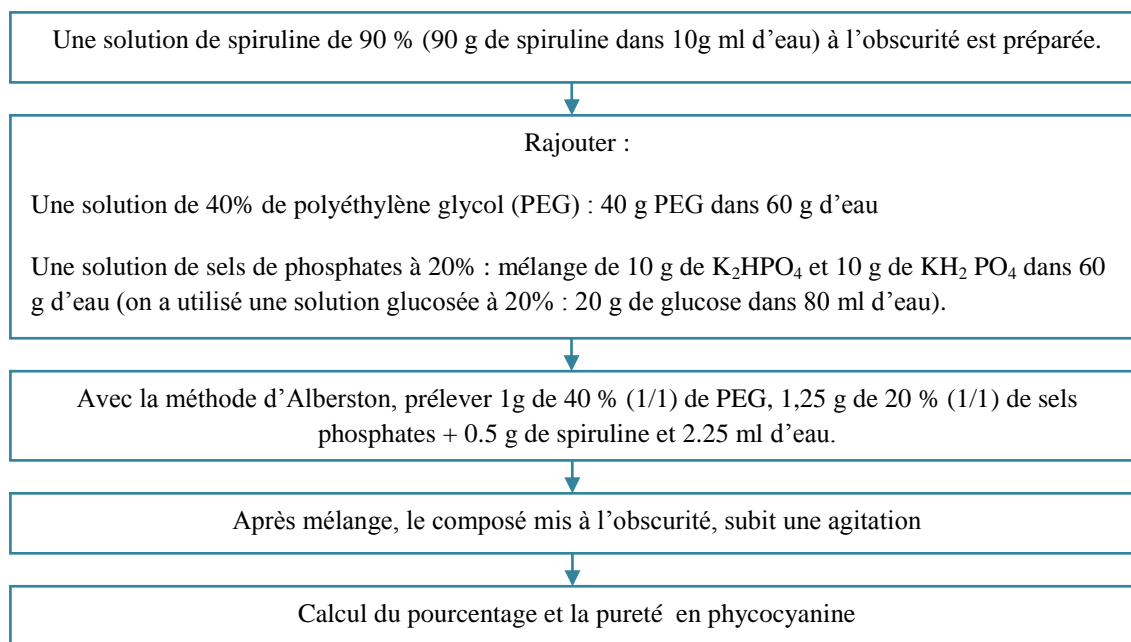 Une solution de spiruline de 90 % (90 g de spiruline dans 10g ml d’eau) à l’obscurité est préparée.
Rajouter :
Une solution de 40% de polyéthylène glycol (PEG) : 40 g PEG dans 60 g d’eau
Une solution de sels de phosphates à 20% : mélange de 10 g de K₂HPO₄ et 10 g de KH₂ PO₄ dans 60
g d’eau (on a utilisé une solution glucosée à 20% : 20 g de glucose dans 80 ml d’eau).
Avec la méthode d’Alberston, prélever 1g de 40 % (1/1) de PEG, 1,25 g de 20 % (1/1) de sels
phosphates + 0.5 g de spiruline et 2.25 ml d’eau.
Après mélange, le composé mis à l’obscurité, subit une agitation
Calcul du pourcentage et la pureté en phycocyanine